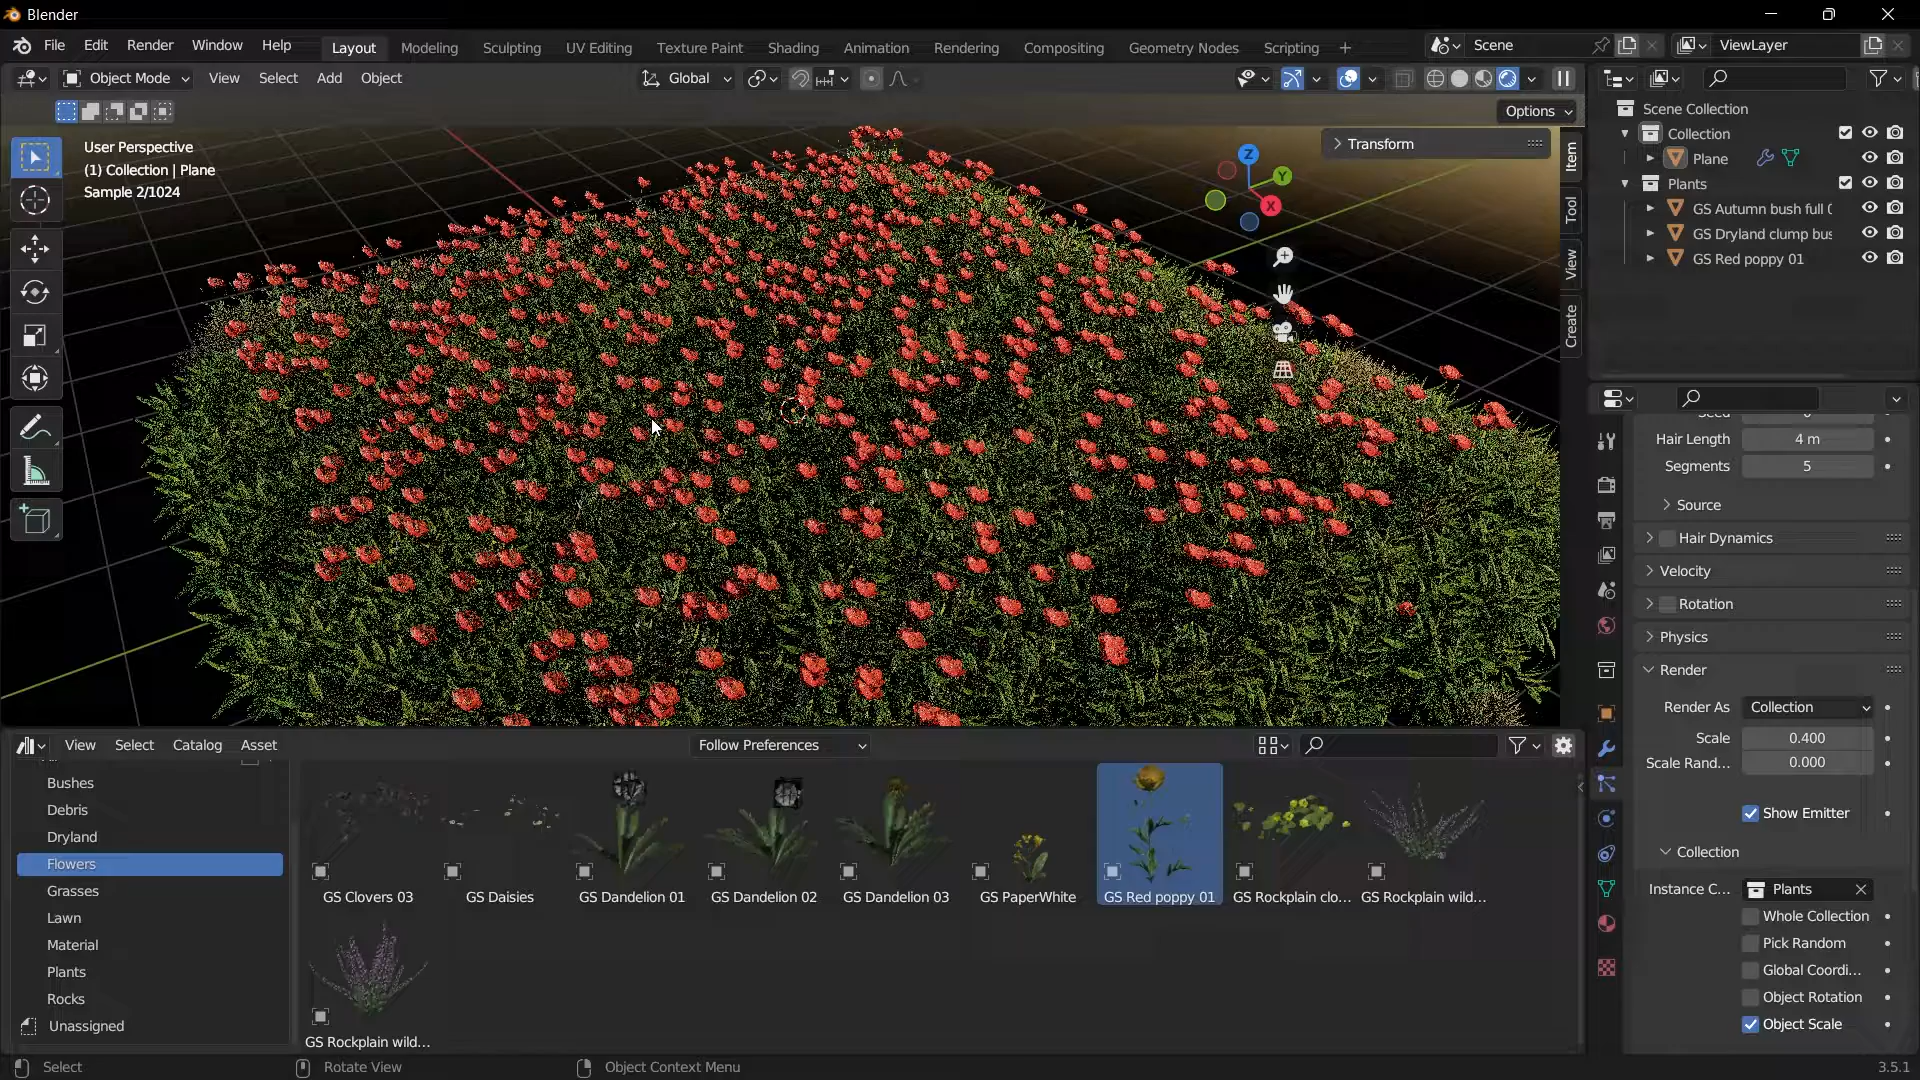 Blender
File Edit Render Window Help Layout Modeling Sculpting UV Editing Texture Paint Shading Animation Rendering Compositing Geometry Nodes Scripting + Scene ViewLayer
Object Mode View Select Add Object Global
Options
User Perspective
(1) Collection | Plane
Sample 2/1024
Transform
Z
Y
X
Item
Tool
View
Create
Scene Collection
Collection
Plane
Plants
GS Autumn bush full
GS Dryland clump bus
GS Red poppy 01
Hair Length 4 m
Segments 5
Source
Hair Dynamics
Velocity
Rotation
Physics
Render
Render As Collection
Scale 0.400
Scale Rand... 0.000
Show Emitter
Collection
Instance C... Plants
Whole Collection
Pick Random
Global Coordi...
Object Rotation
Object Scale
View Select Catalog Asset Follow Preferences
Bushes
Debris
Dryland
Flowers
Grasses
Lawn
Material
Plants
Rocks
Unassigned
GS Clovers 03 GS Daisies GS Dandelion 01 GS Dandelion 02 GS Dandelion 03 GS PaperWhite GS Red poppy 01 GS Rockplain clo... GS Rockplain wild...
GS Rockplain wild...
Select Rotate View Object Context Menu 3.5.1